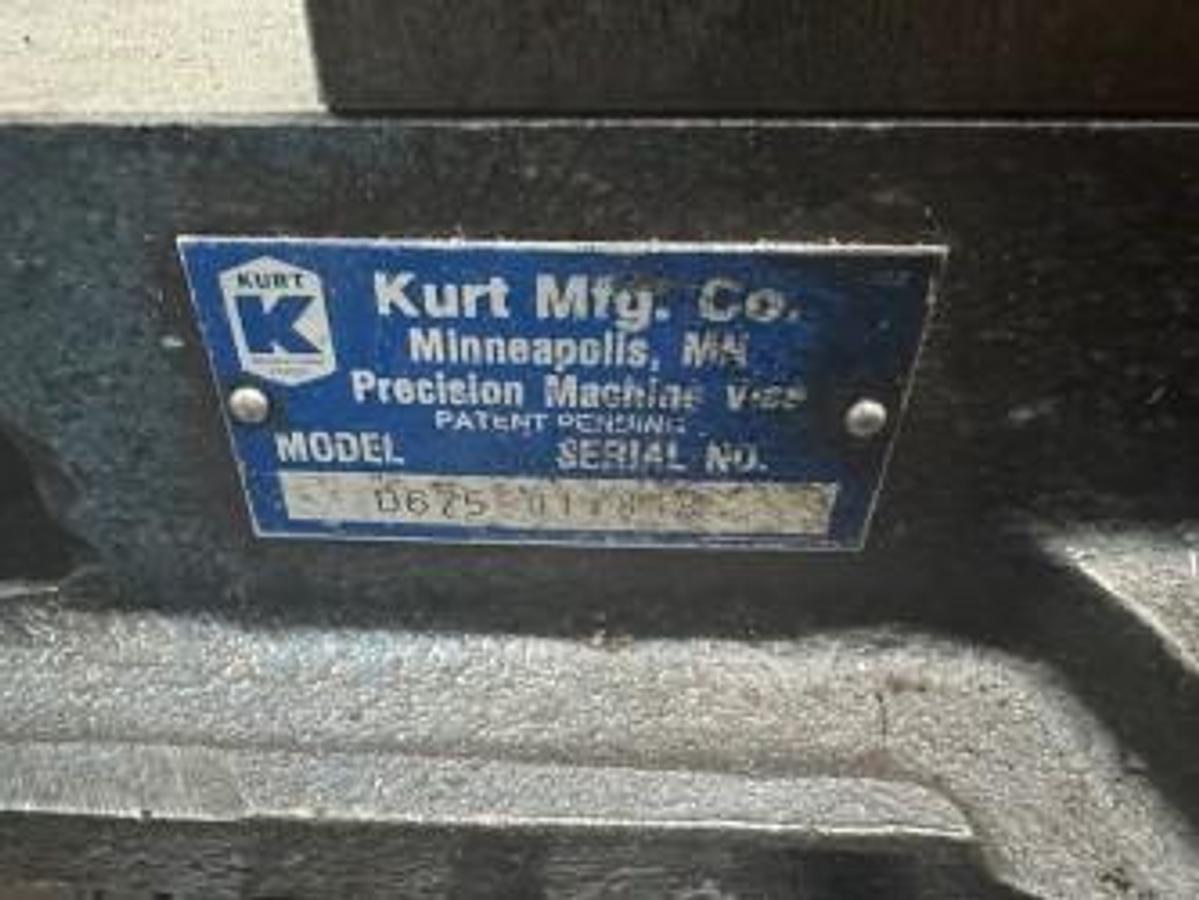 KURT
K
Kurt Mfg. Co.
Minneapolis, MN
Precision Machine Vise
PATENT PENDING
MODEL SERIAL NO.
D675